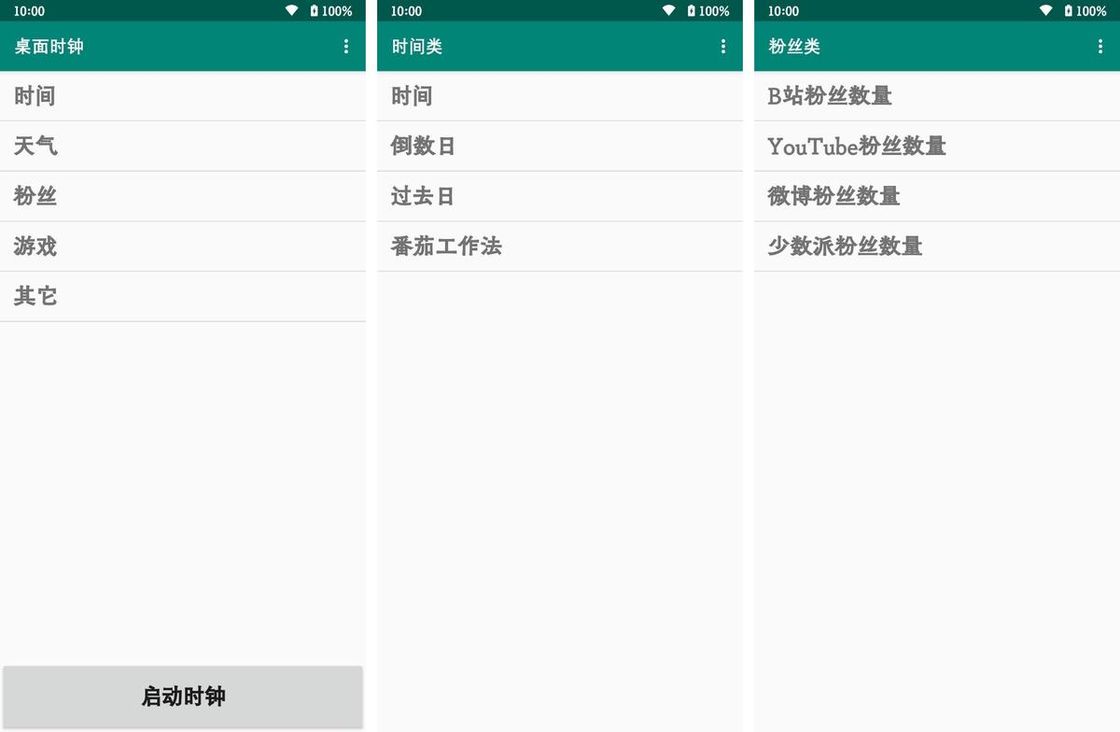 10:00 100%
桌面时钟
时间
天气
粉丝
游戏
其它
启动时钟
10:00 100%
时间类
时间
倒数日
过去日
番茄工作法
10:00 100%
粉丝类
B站粉丝数量
YouTube粉丝数量
微博粉丝数量
少数派粉丝数量